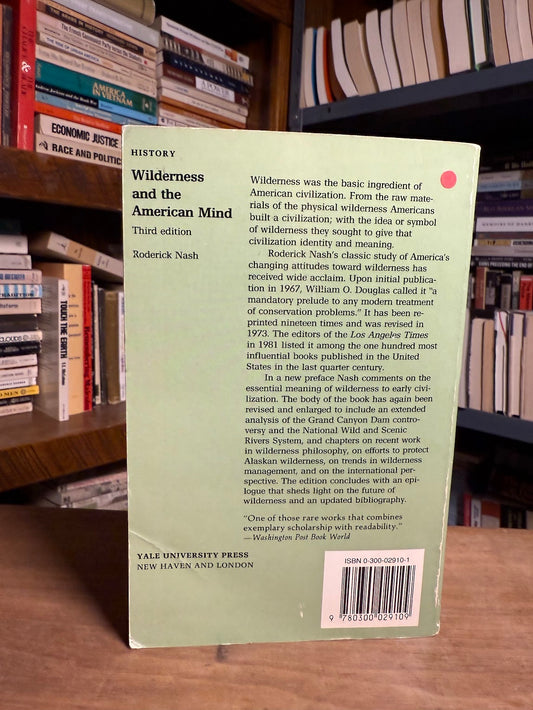 HISTORY
Wilderness
and the
American Mind
Third edition
Roderick Nash
Wilderness was the basic ingredient of
American civilization. From the raw mate-
rials of the physical wilderness Americans
built a civilization; with the idea or symbol
of wilderness they sought to give that
civilization identity and meaning.
Roderick Nash's classic study of America's
changing attitudes toward wilderness has
received wide acclaim. Upon initial publica-
tion in 1967, William O. Douglas called it "a
mandatory prelude to any modern treatment
of conservation problems." It has been re-
printed nineteen times and was revised in
1973. The editors of the Los Angeles Times
in 1981 listed it among the one hundred most
influential books published in the United
States in the last quarter century.
In a new preface Nash comments on the
essential meaning of wilderness to early civi-
lization. The body of the book has again been
revised and enlarged to include an extended
analysis of the Grand Canyon Dam contro-
versy and the National Wild and Scenic
Rivers System, and chapters on recent work
in wilderness philosophy, on efforts to protect
Alaskan wilderness, on trends in wilderness
management, and on the international per-
spective. The edition concludes with an epi-
logue that sheds light on the future of
wilderness and an updated bibliography.
"One of those rare works that combines
exemplary scholarship with readability."
—Washington Post Book World
YALE UNIVERSITY PRESS
NEW HAVEN AND LONDON
ISBN 0-300-02910-1
9 780300 029109
AMERICA
IN VIETNAM
ECONOMIC JUSTICE
RACE AND POLITIC
TOUCH THE EARTH